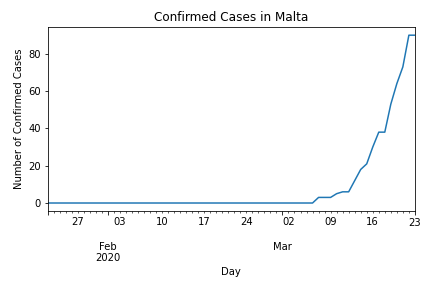 Confirmed Cases in Malta
Number of Confirmed Cases
80
60
40
20
0
27 03 10 17 24 02 09 16 23
Feb Mar
2020
Day